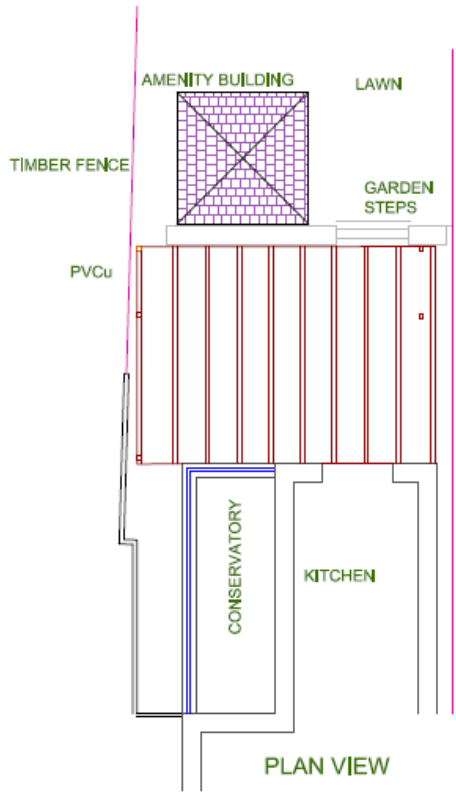 AMENITY BUILDING
LAWN
TIMBER FENCE
GARDEN
STEPS
PVCu
CONSERVATORY
KITCHEN
PLAN VIEW